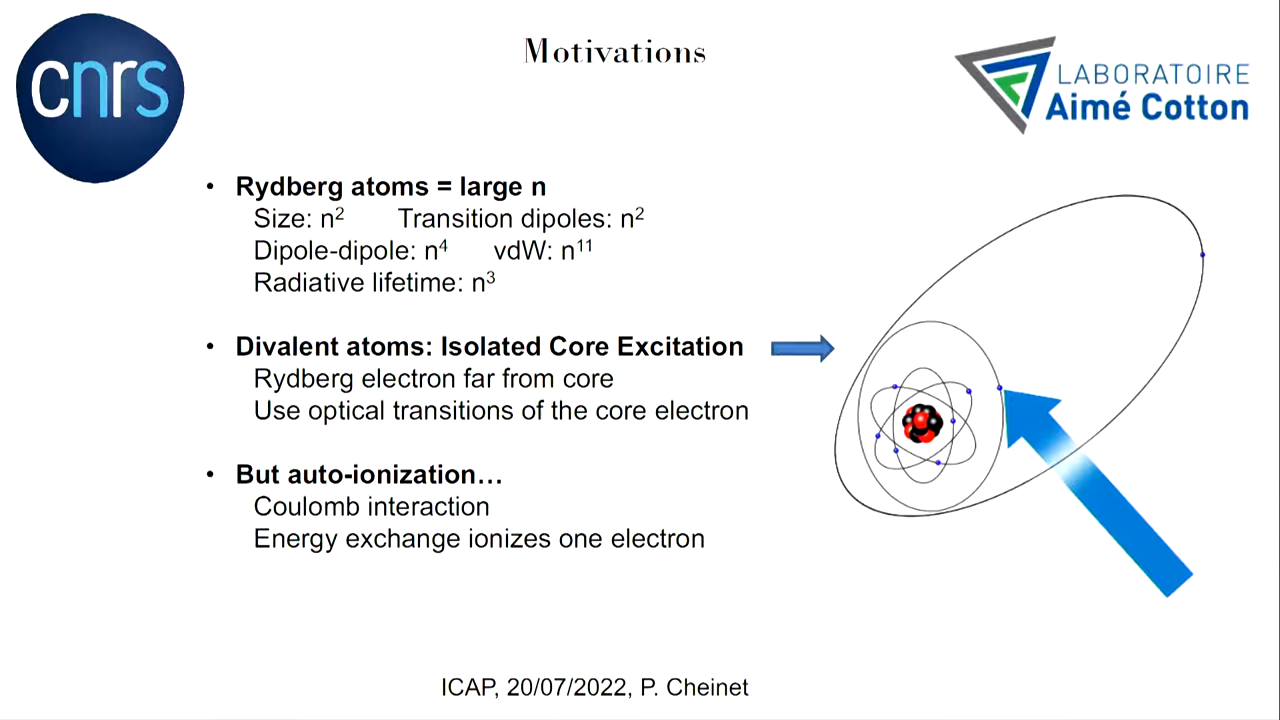 Motivations
cnrs
LABORATOIRE
Aimé Cotton
• Rydberg atoms = large n
Size: n² Transition dipoles: n²
Dipole-dipole: n⁴ vdW: n¹¹
Radiative lifetime: n³
• Divalent atoms: Isolated Core Excitation
Rydberg electron far from core
Use optical transitions of the core electron
• But auto-ionization…
Coulomb interaction
Energy exchange ionizes one electron
ICAP, 20/07/2022, P. Cheinet